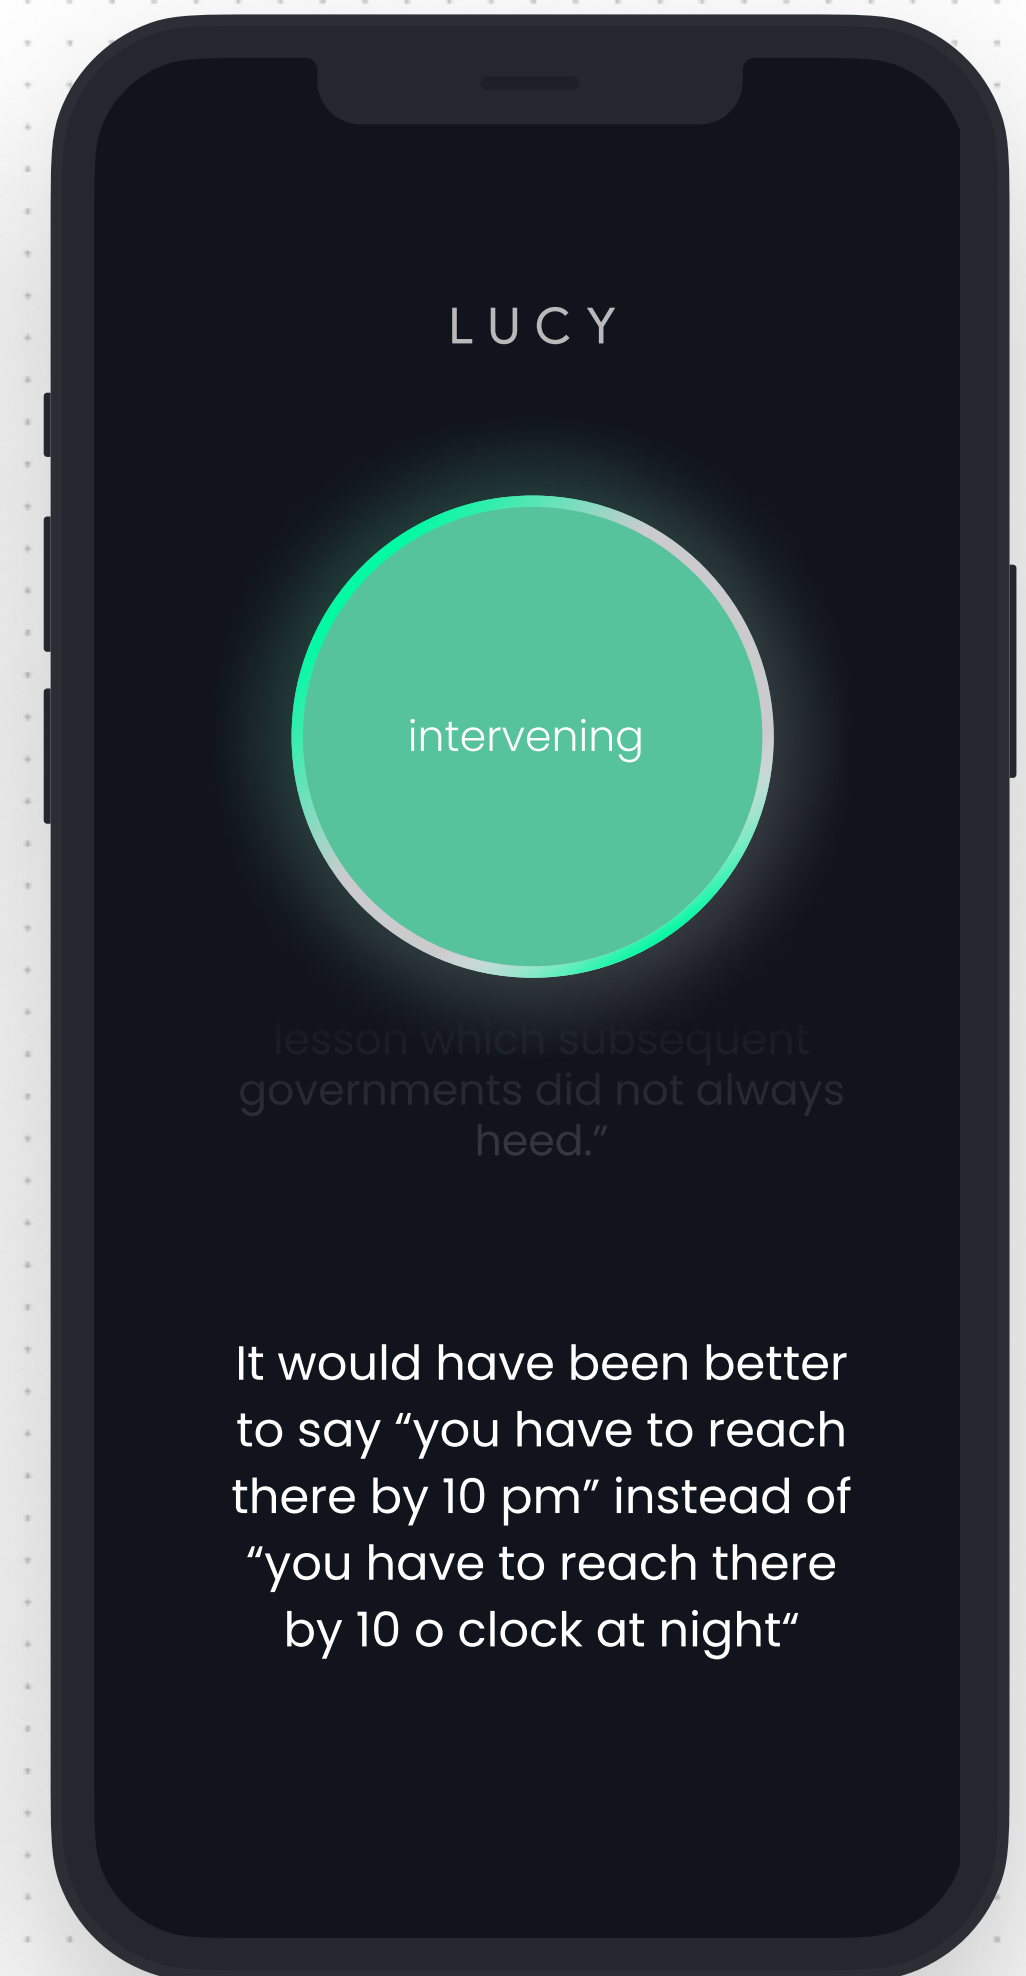 LUCY
intervening
lesson which subsequent
governments did not always
heed.”
It would have been better
to say “you have to reach
there by 10 pm” instead of
“you have to reach there
by 10 o clock at night“